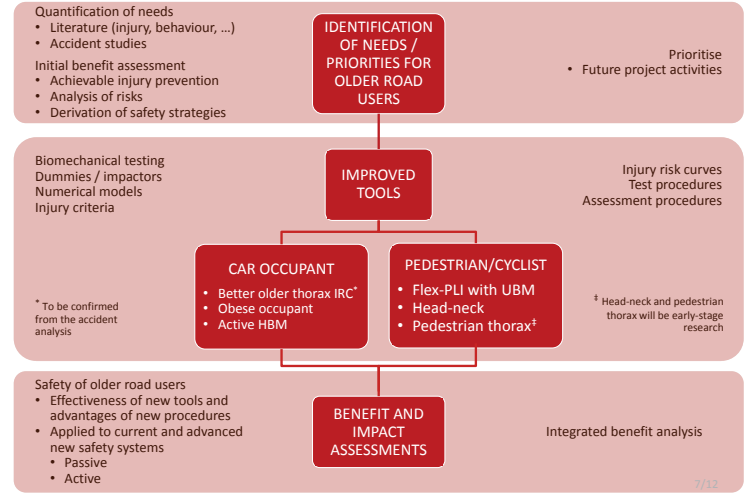 Quantification of needs
• Literature (injury, behaviour, …)
• Accident studies
Initial benefit assessment
• Achievable injury prevention
• Analysis of risks
• Derivation of safety strategies
IDENTIFICATION
OF NEEDS /
PRIORITIES FOR
OLDER ROAD
USERS
Prioritise
• Future project activities
Biomechanical testing
Dummies / impactors
Numerical models
Injury criteria
IMPROVED
TOOLS
Injury risk curves
Test procedures
Assessment procedures
* To be confirmed
from the accident
analysis
CAR OCCUPANT
• Better older thorax IRC*
• Obese occupant
• Active HBM
PEDESTRIAN/CYCLIST
• Flex-PLI with UBM
• Head-neck
• Pedestrian thorax‡
‡ Head-neck and pedestrian
thorax will be early-stage
research
Safety of older road users
• Effectiveness of new tools and
advantages of new procedures
• Applied to current and advanced
new safety systems
• Passive
• Active
BENEFIT AND
IMPACT
ASSESSMENTS
Integrated benefit analysis
7/12